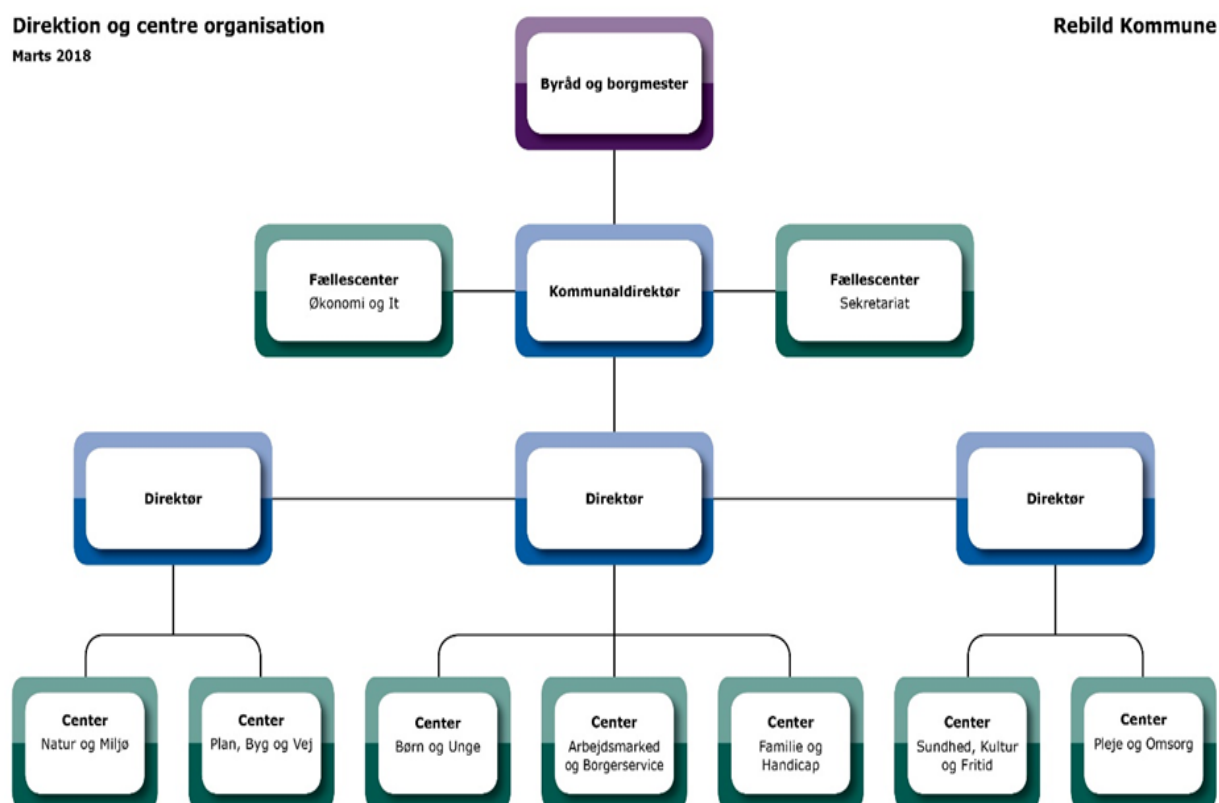 Direktion og centre organisation
Rebild Kommune
Marts 2018
Byråd og borgmester
Fællescenter
Økonomi og It
Kommunaldirektør
Fællescenter
Sekretariat
Direktør
Direktør
Direktør
Center
Natur og Miljø
Center
Plan, Byg og Vej
Center
Børn og Unge
Center
Arbejdsmarked
og Borgerservice
Center
Familie og
Handicap
Center
Sundhed, Kultur
og Fritid
Center
Pleje og Omsorg